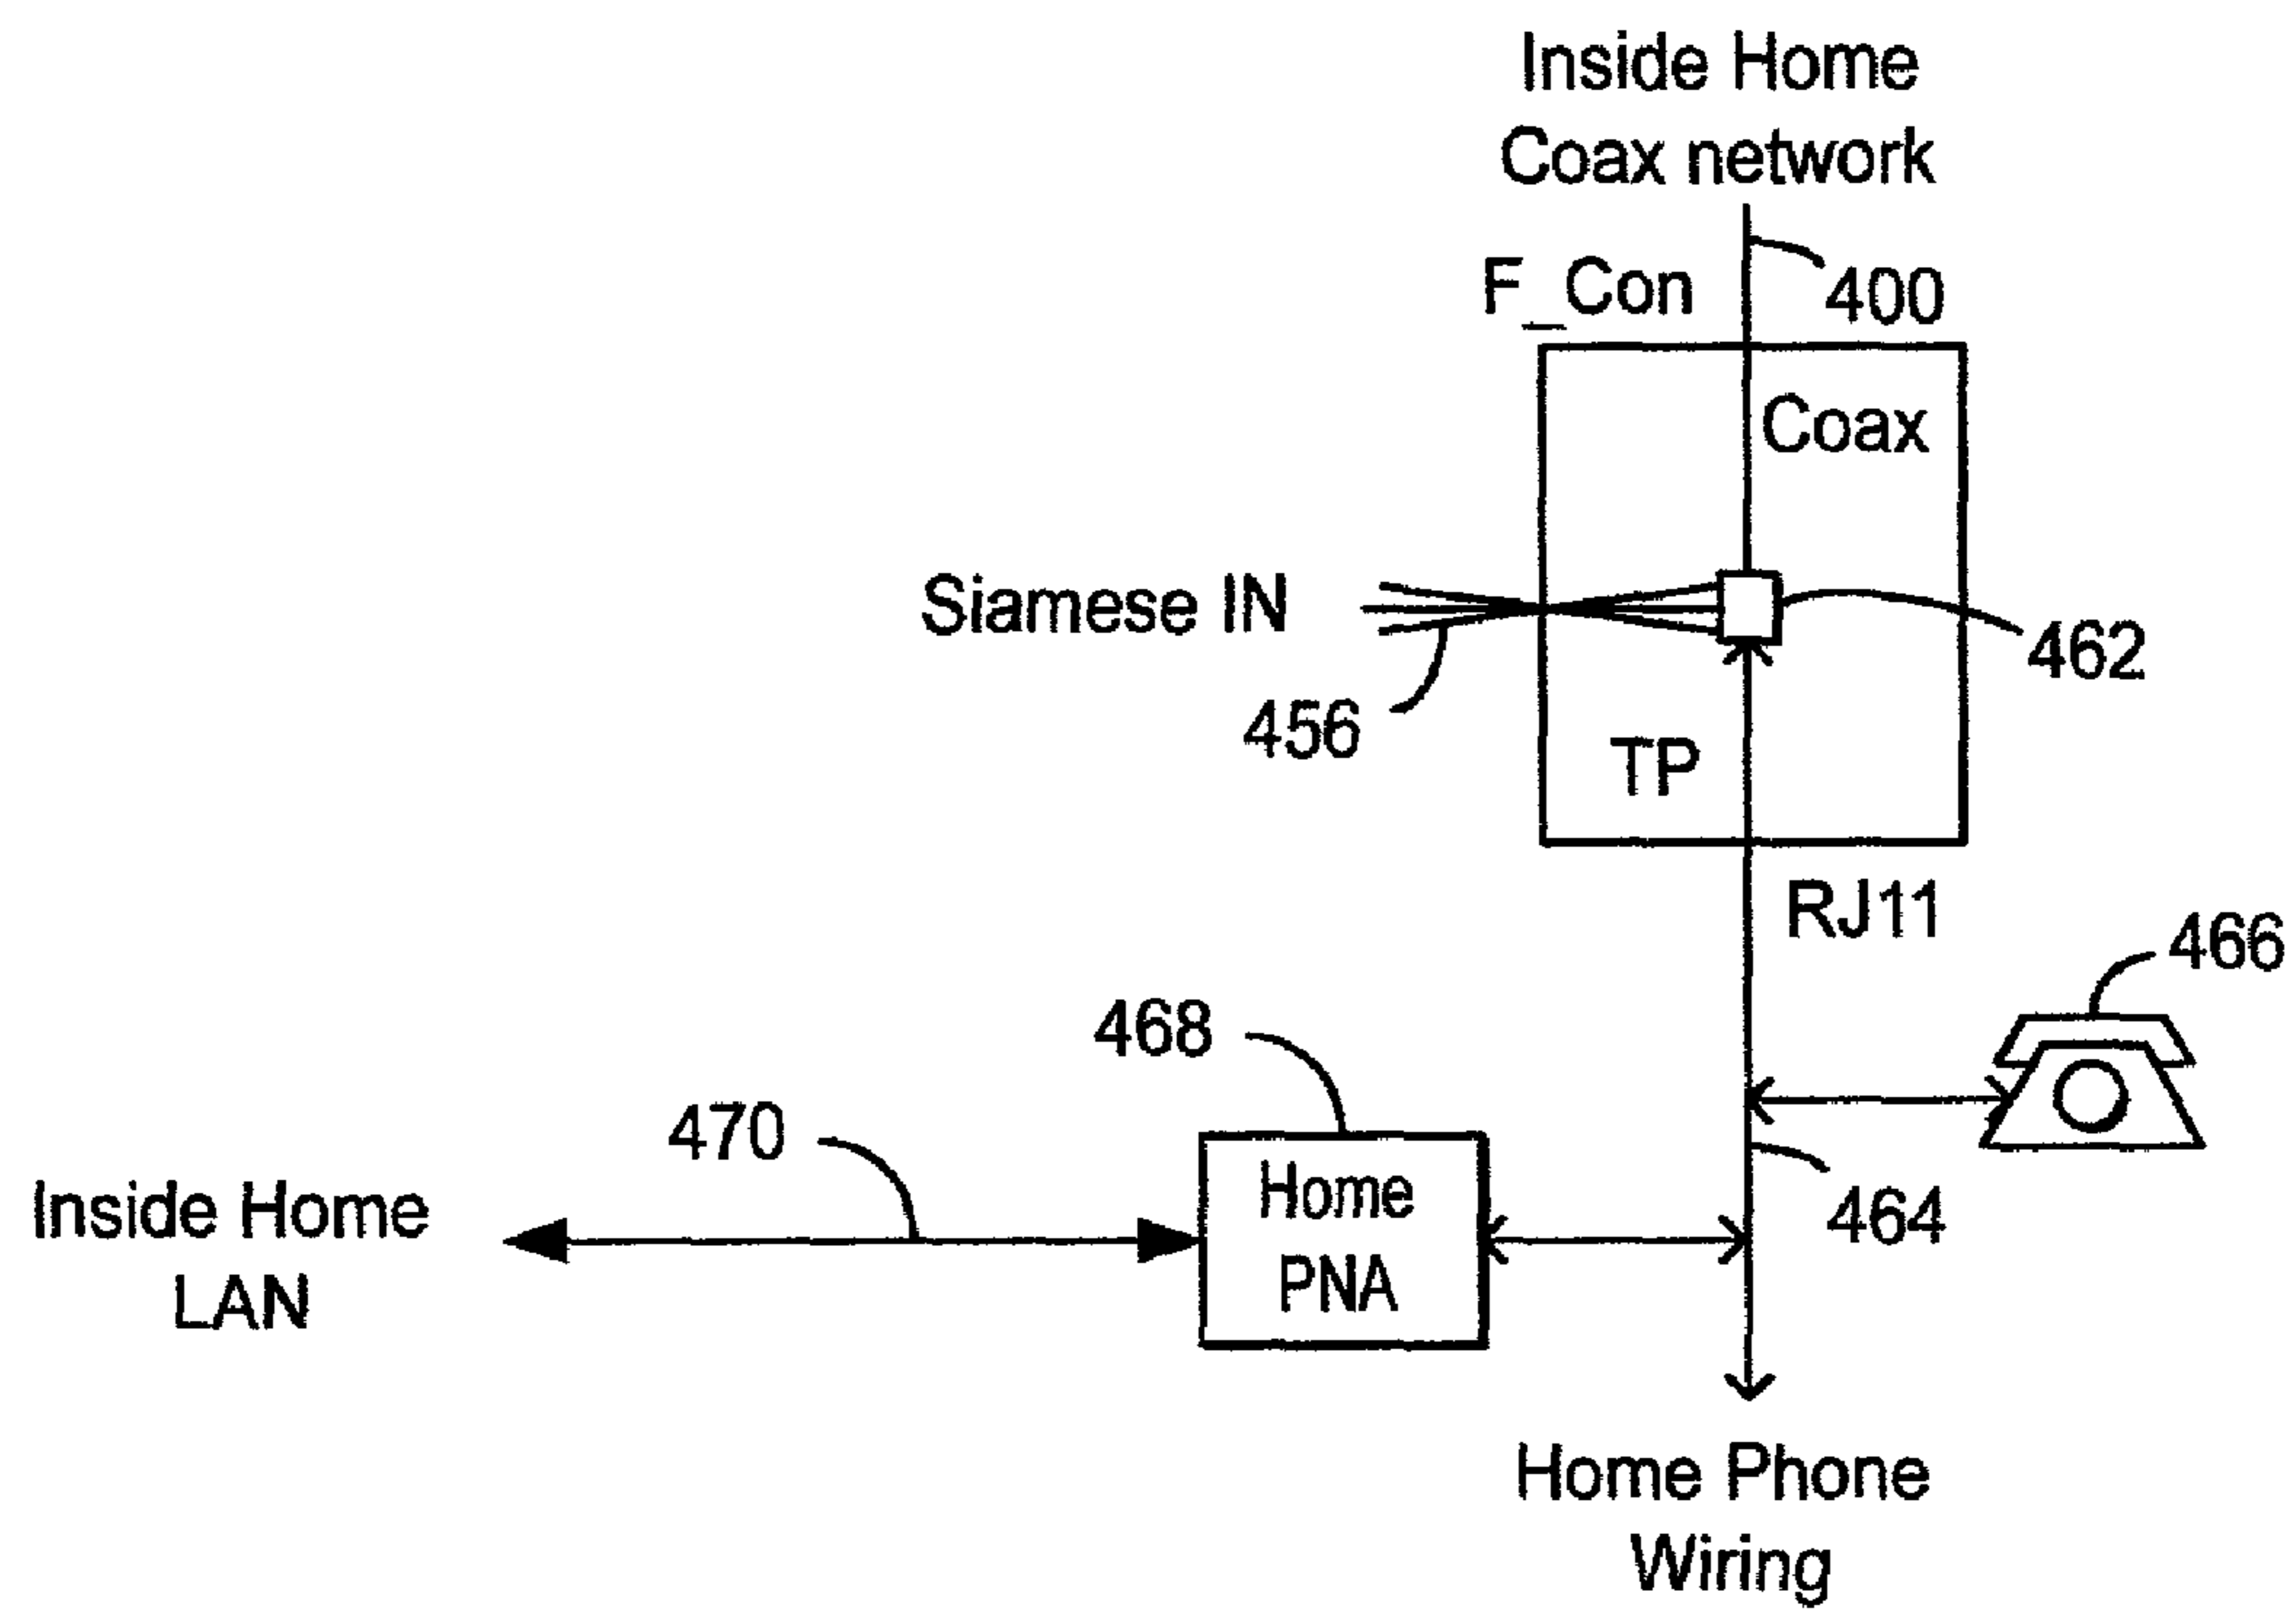 Inside Home
Coax network
F_Con
400
Coax
Siamese IN
462
456
TP
RJ11
466
468
470
Home
PNA
Inside Home
LAN
464
Home Phone
Wiring